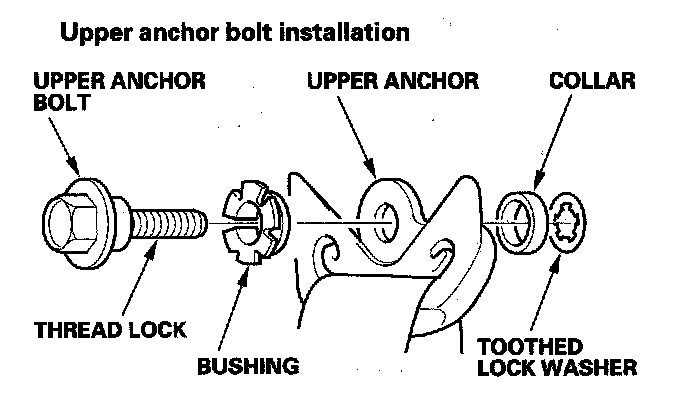 Upper anchor bolt installation
UPPER ANCHOR
BOLT
UPPER ANCHOR
COLLAR
THREAD LOCK
BUSHING
TOOTHED
LOCK WASHER